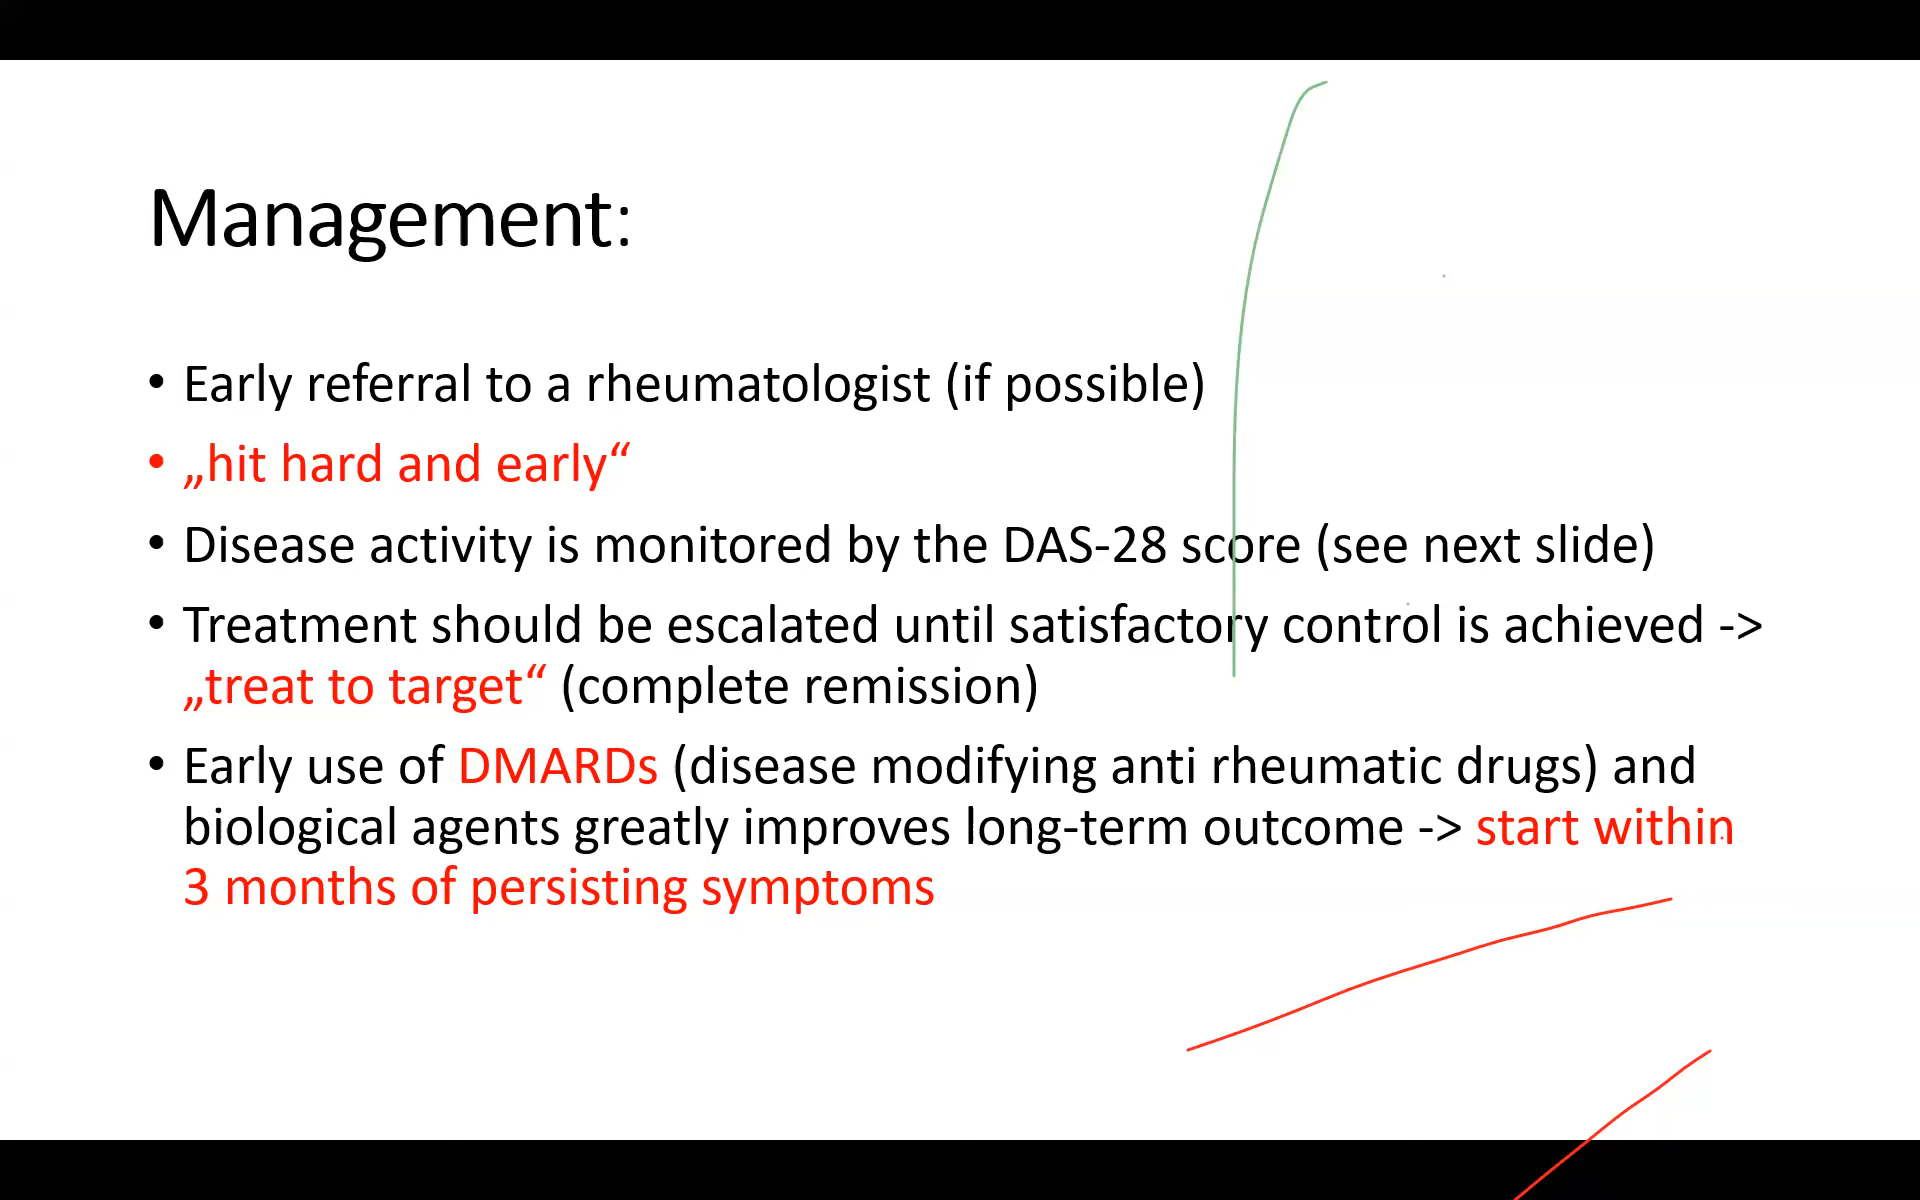 Management:
• Early referral to a rheumatologist (if possible)
• „hit hard and early“
• Disease activity is monitored by the DAS-28 score (see next slide)
• Treatment should be escalated until satisfactory control is achieved ->
„treat to target“ (complete remission)
• Early use of DMARDs (disease modifying anti rheumatic drugs) and
biological agents greatly improves long-term outcome -> start within
3 months of persisting symptoms